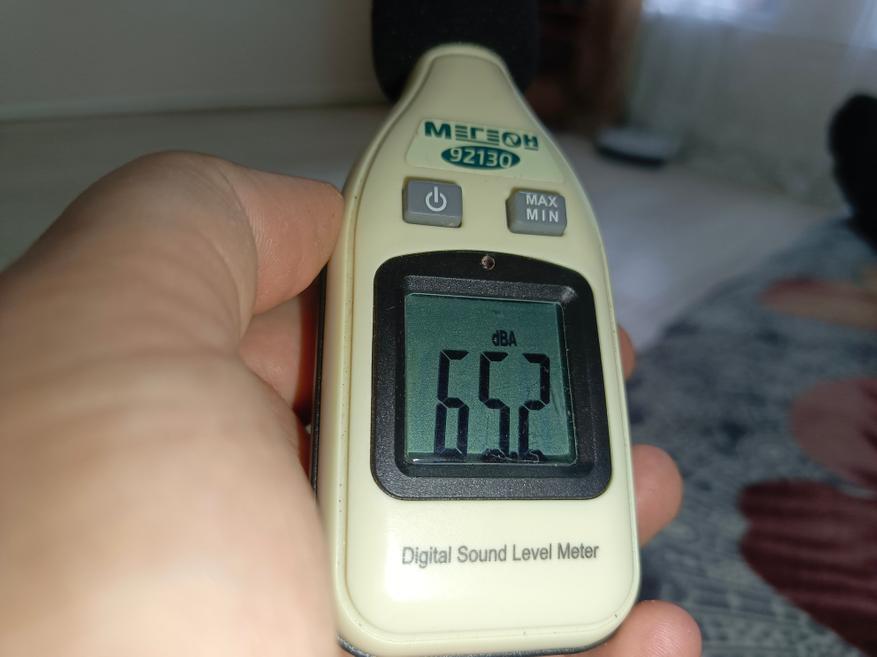 МЕГЕОН
92130
MAX
MIN
dBA
65.2
Digital Sound Level Meter